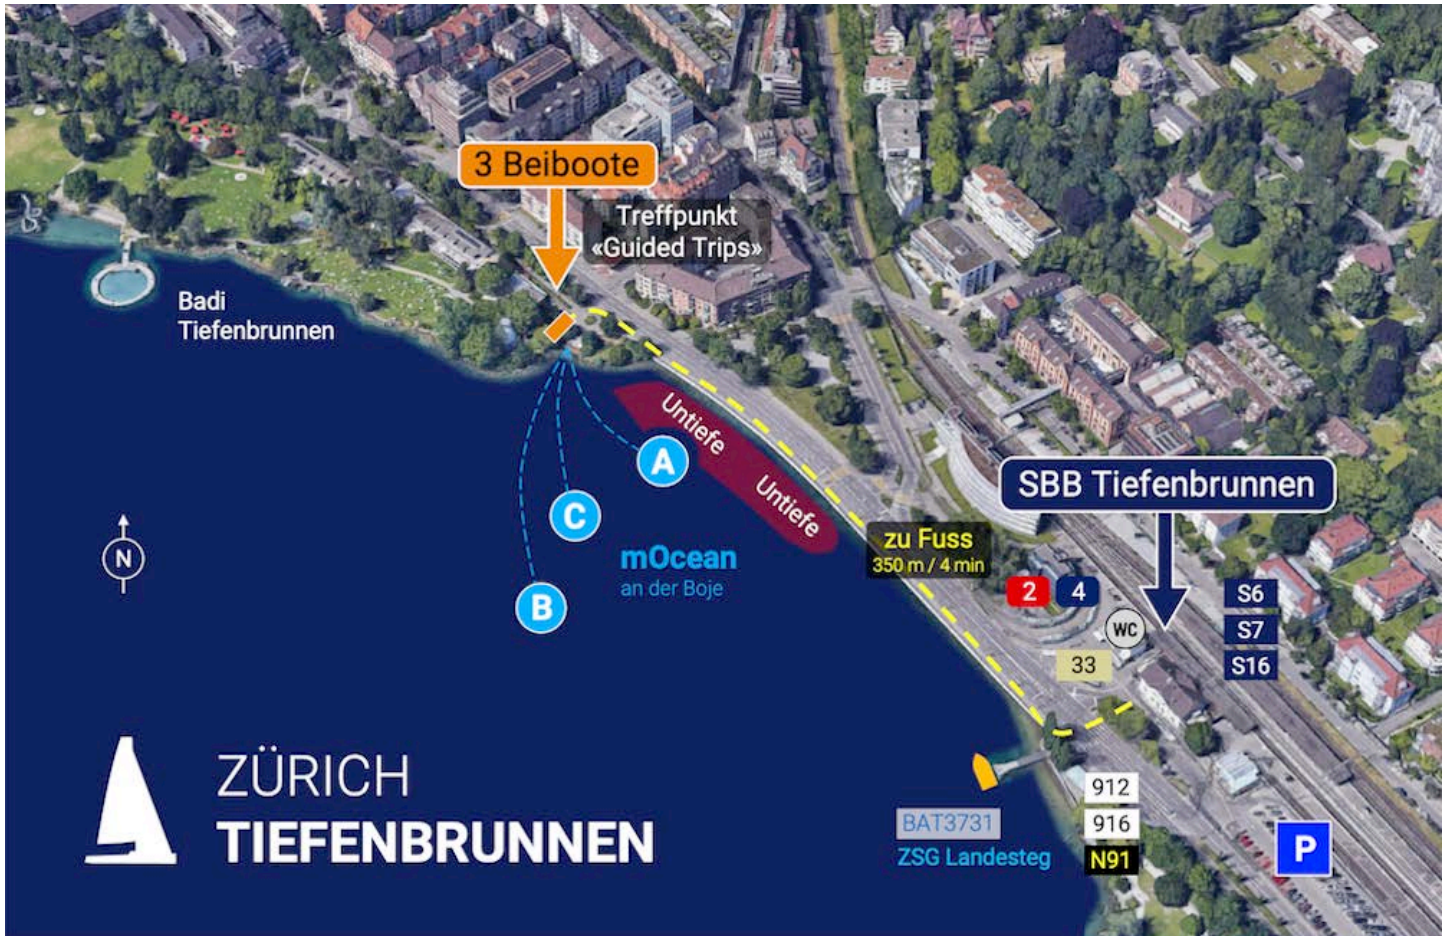 3 Beiboote
Treffpunkt
«Guided Trips»
Badi
Tiefenbrunnen
Untiefe
Untiefe
A
C
B
mOcean
an der Boje
N
zu Fuss
350 m / 4 min
SBB Tiefenbrunnen
2
4
WC
33
S6
S7
S16
ZÜRICH
TIEFENBRUNNEN
BAT3731
ZSG Landesteg
912
916
N91
P